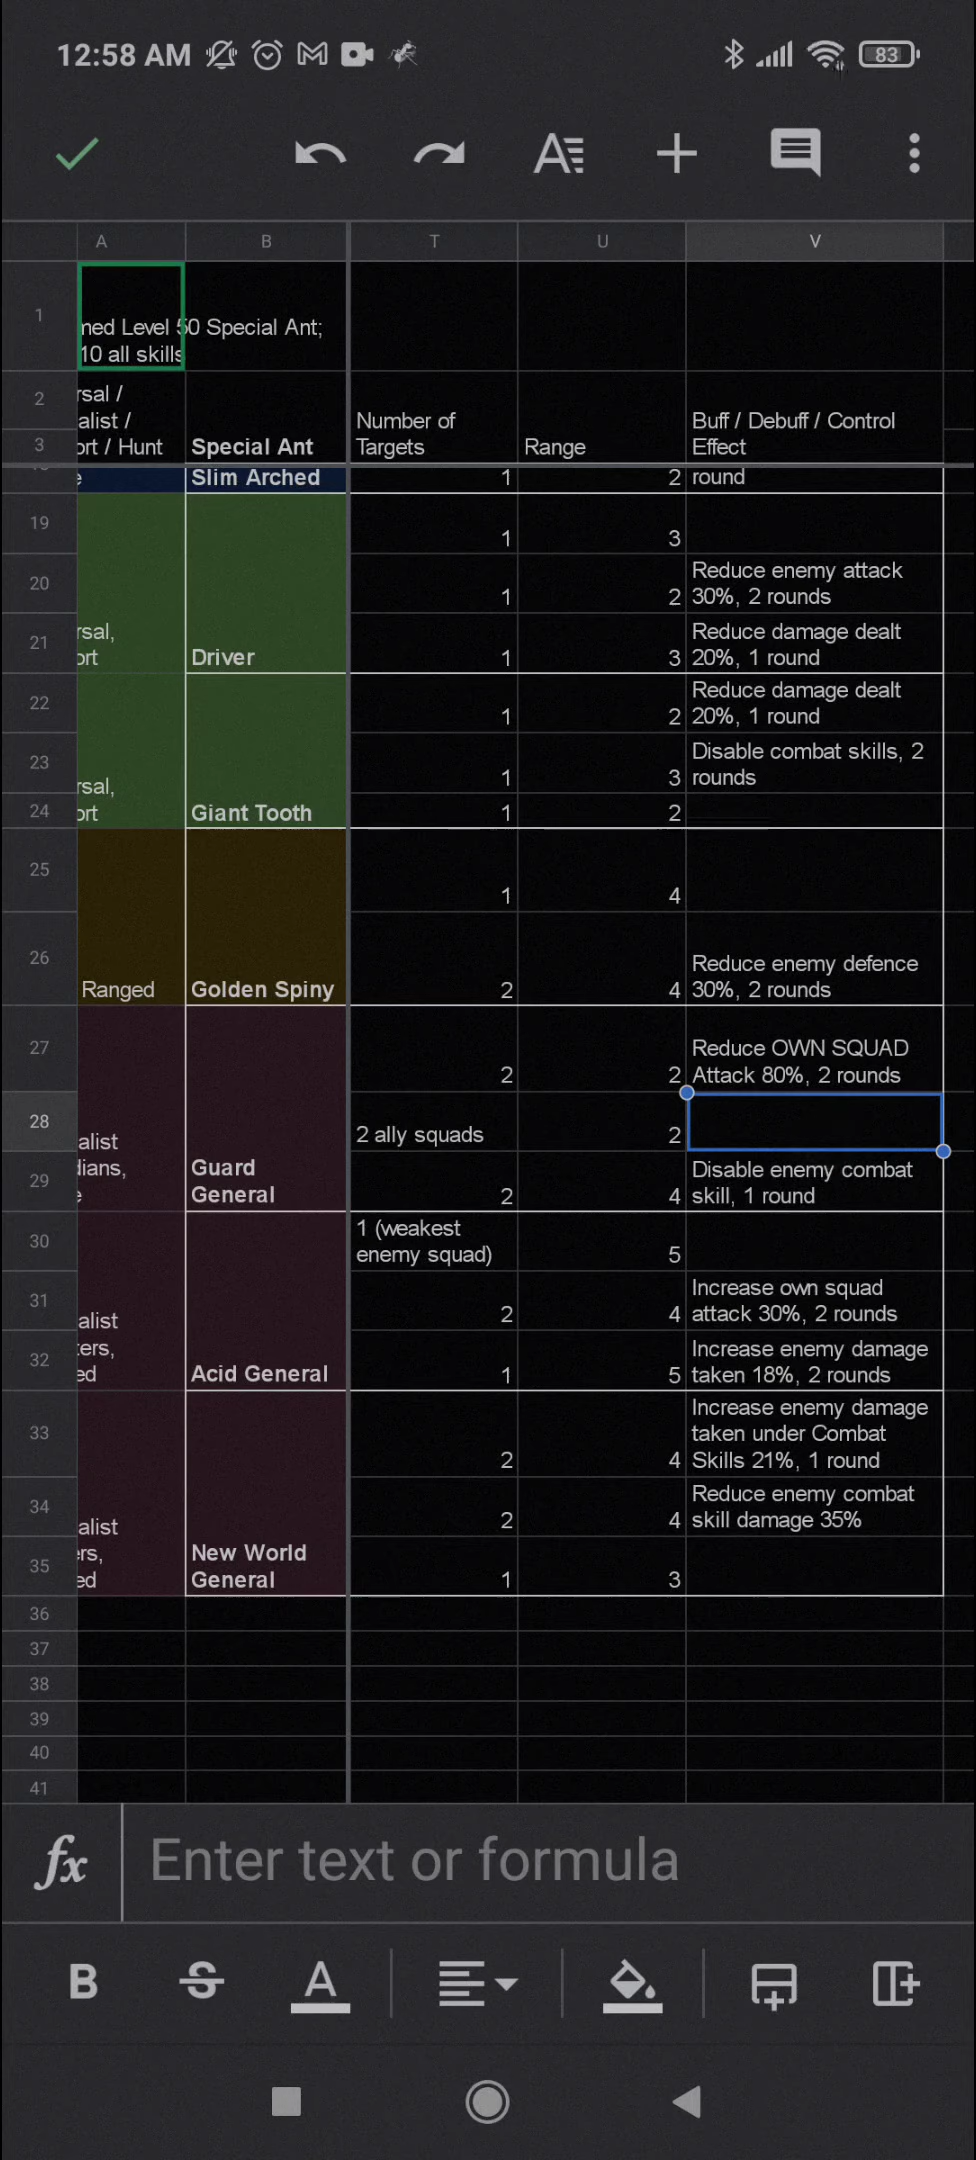 12:58 AM
83
A B T U V
1
med Level 50 Special Ant;
10 all skills
2
3
rsal /
alist /
ort / Hunt
Special Ant
Number of
Targets
Range
Buff / Debuff / Control
Effect
e Slim Arched 1 2 round
19 1 3
20 1 2 Reduce enemy attack
30%, 2 rounds
21 rsal,
ort Driver 1 3 Reduce damage dealt
20%, 1 round
22 1 2 Reduce damage dealt
20%, 1 round
23 1 3 Disable combat skills, 2
rounds
24 rsal,
ort Giant Tooth 1 2
25 1 4
26 Ranged Golden Spiny 2 4 Reduce enemy defence
30%, 2 rounds
27 2 2 Reduce OWN SQUAD
Attack 80%, 2 rounds
28 2 ally squads 2
29 alist
dians,
e
Guard
General
2 4 Disable enemy combat
skill, 1 round
30 1 (weakest
enemy squad) 5
31 2 4 Increase own squad
attack 30%, 2 rounds
32 alist
ters,
ed Acid General 1 5 Increase enemy damage
taken 18%, 2 rounds
33 2 4 Increase enemy damage
taken under Combat
Skills 21%, 1 round
34 2 4 Reduce enemy combat
skill damage 35%
35 alist
ers,
ed
New World
General
1 3
36
37
38
39
40
41
fx Enter text or formula
B S A